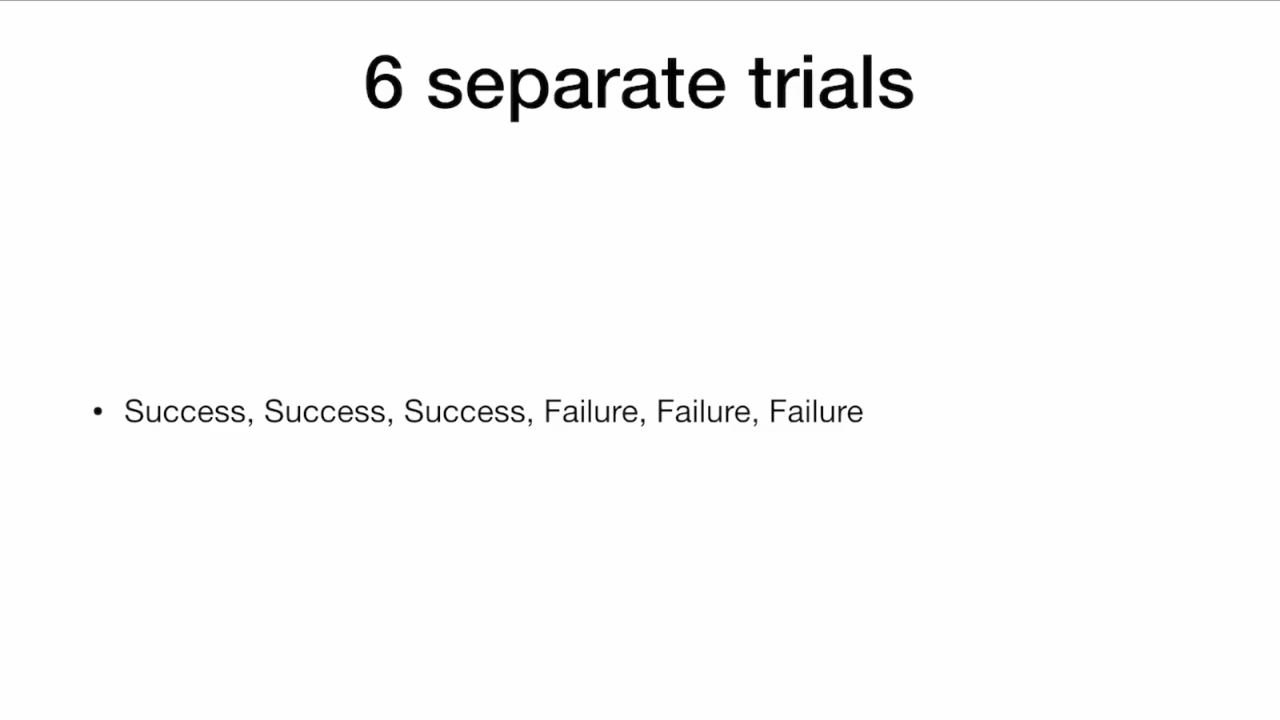 6 separate trials
• Success, Success, Success, Failure, Failure, Failure